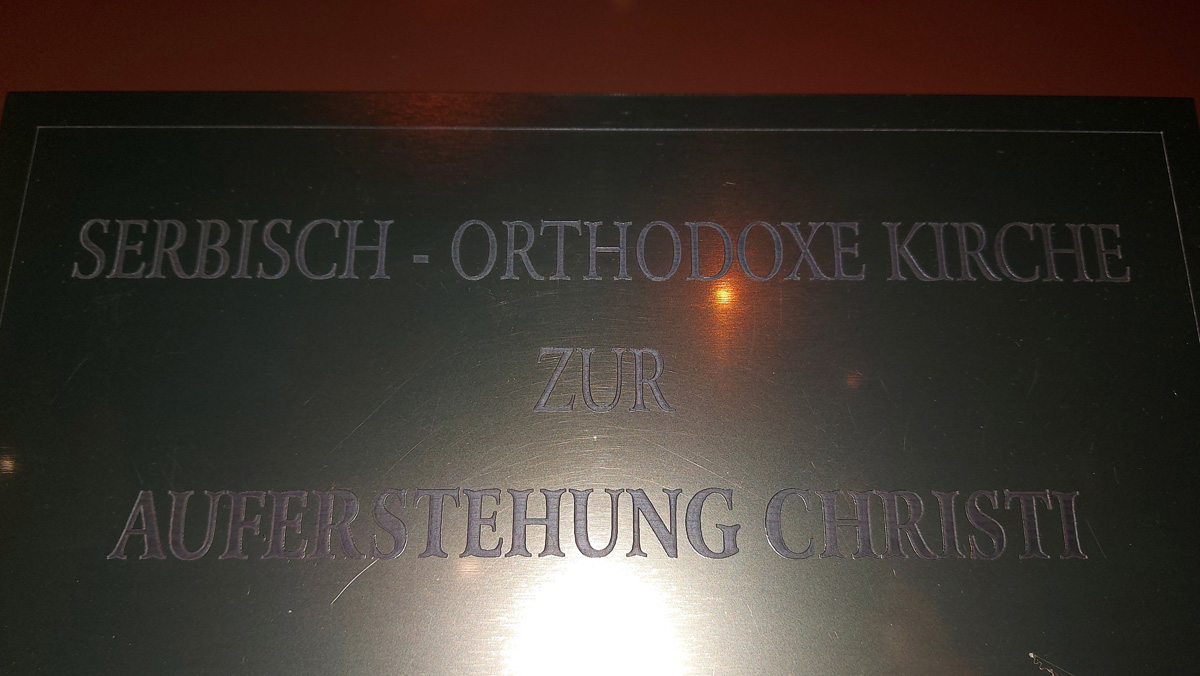 SERBISCH - ORTHODOXE KIRCHE
ZUR
AUFERSTEHUNG CHRISTI